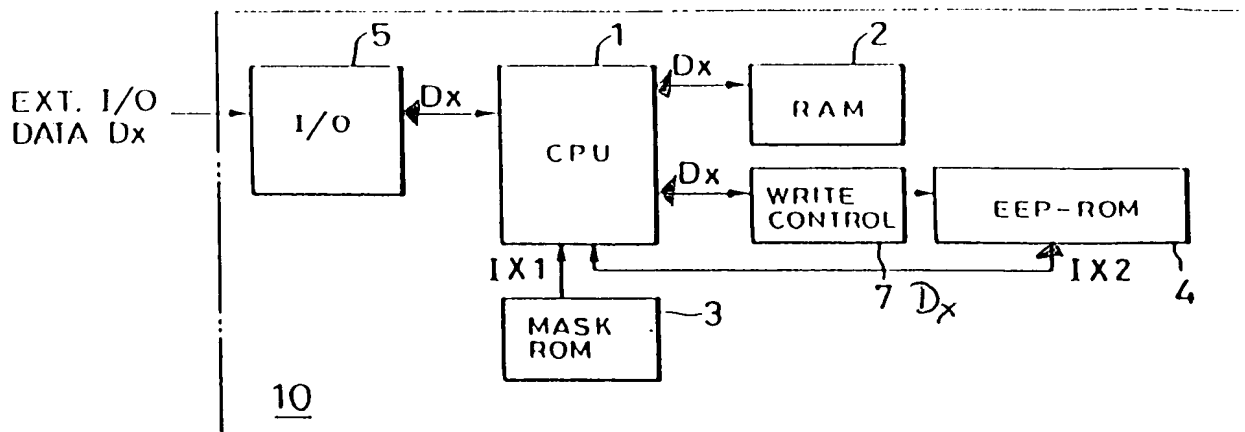 5
1
2
EXT. I/O
DATA Dx
I/O
Dx
CPU
Dx
RAM
Dx
WRITE
CONTROL
EEP-ROM
IX1
IX2
7
Dx
4
MASK
ROM
3
10